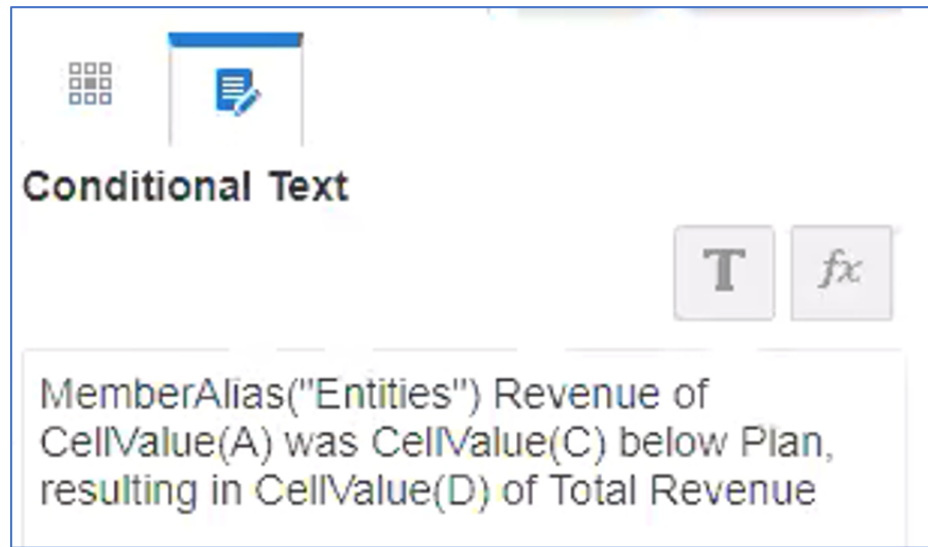 Conditional Text
T fx
MemberAlias("Entities") Revenue of
CellValue(A) was CellValue(C) below Plan,
resulting in CellValue(D) of Total Revenue